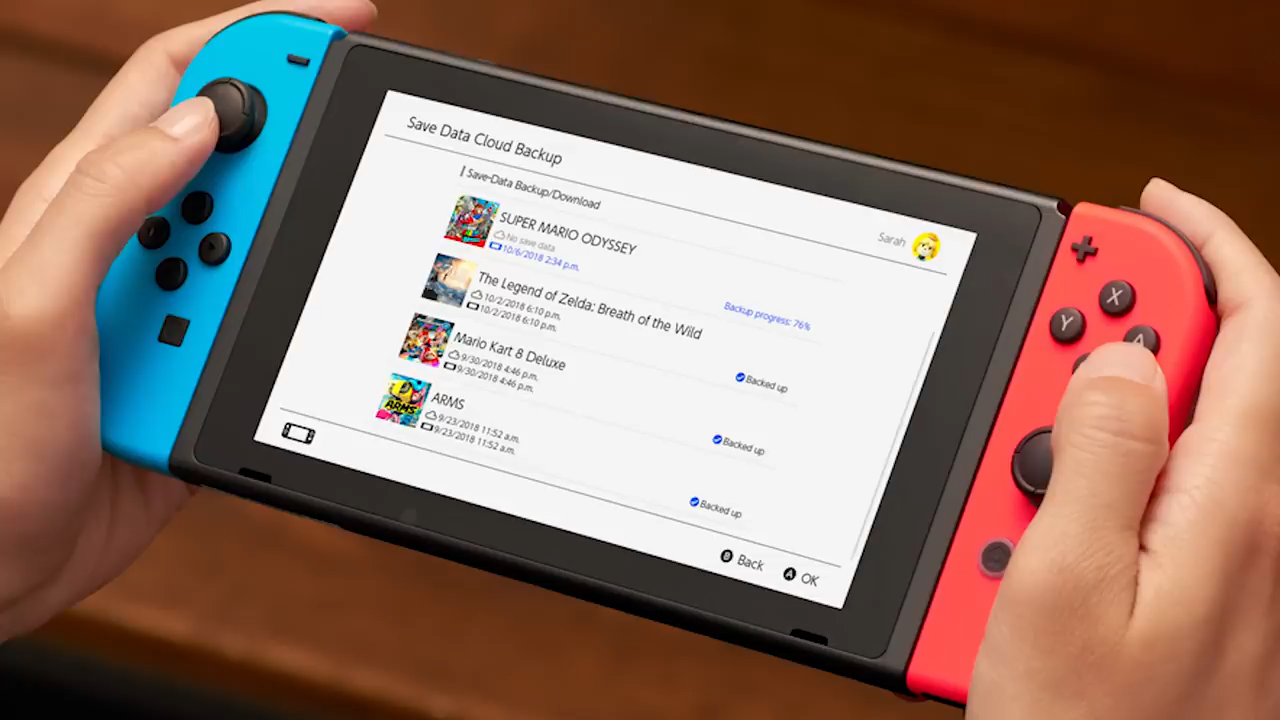 Save Data Cloud Backup
Save-Data Backup/Download
Sarah
SUPER MARIO ODYSSEY
No save data
10/6/2018 2:34 p.m.
Backup progress: 76%
The Legend of Zelda: Breath of the Wild
10/2/2018 6:10 p.m.
10/2/2018 6:10 p.m.
Backed up
Mario Kart 8 Deluxe
9/30/2018 4:46 p.m.
9/30/2018 4:46 p.m.
Backed up
ARMS
ARMS
9/23/2018 11:52 a.m.
9/23/2018 11:52 a.m.
Backed up
B Back
A OK
X
Y
A